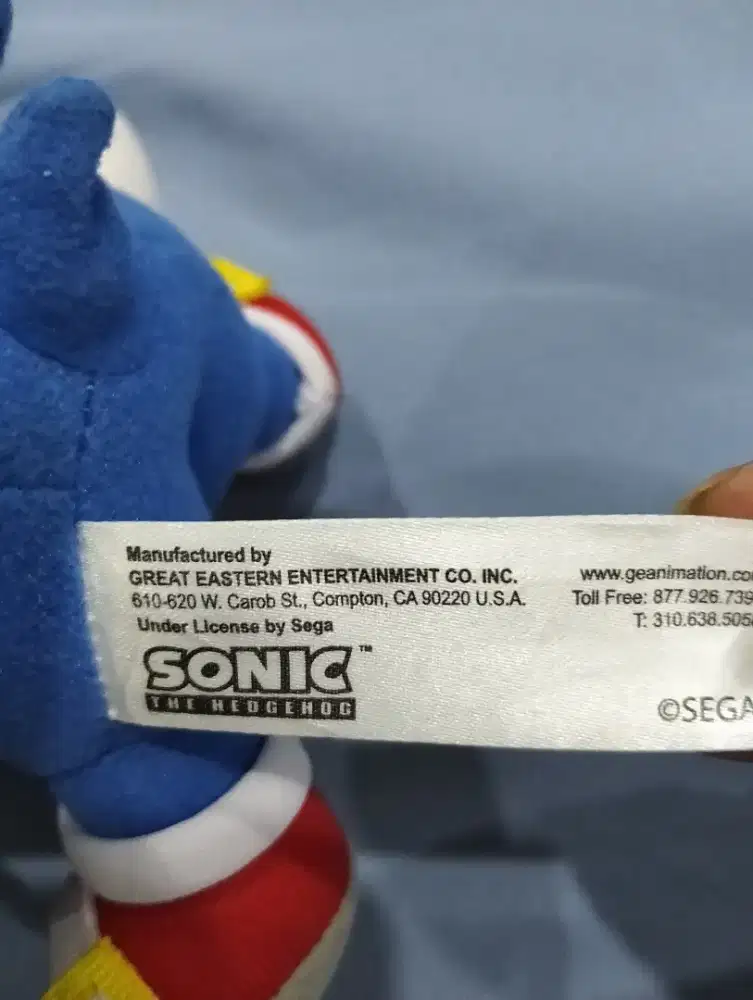 Manufactured by
GREAT EASTERN ENTERTAINMENT CO. INC.
610-620 W. Carob St., Compton, CA 90220 U.S.A.
Under License by Sega
SONIC™
THE HEDGEHOG
www.geanimation.co
Toll Free: 877.926.739
T: 310.638.505
©SEGA